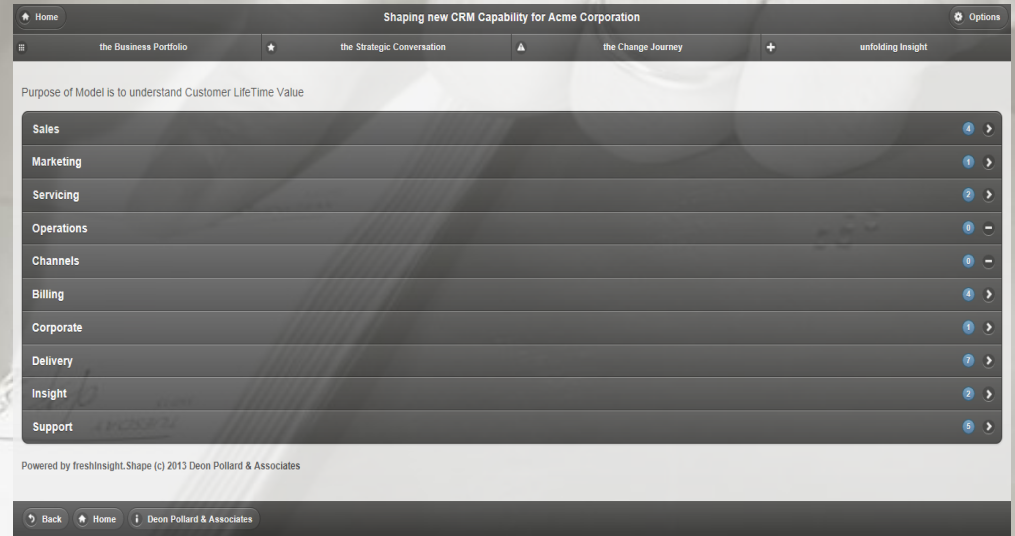 Home Shaping new CRM Capability for Acme Corporation Options
the Business Portfolio the Strategic Conversation the Change Journey unfolding Insight
Purpose of Model is to understand Customer LifeTime Value
Sales 4
Marketing 1
Servicing 2
Operations 0
Channels 0
Billing 4
Corporate 1
Delivery 7
Insight 2
Support 5
Powered by freshInsight.Shape (c) 2013 Deon Pollard & Associates
Back Home Deon Pollard & Associates